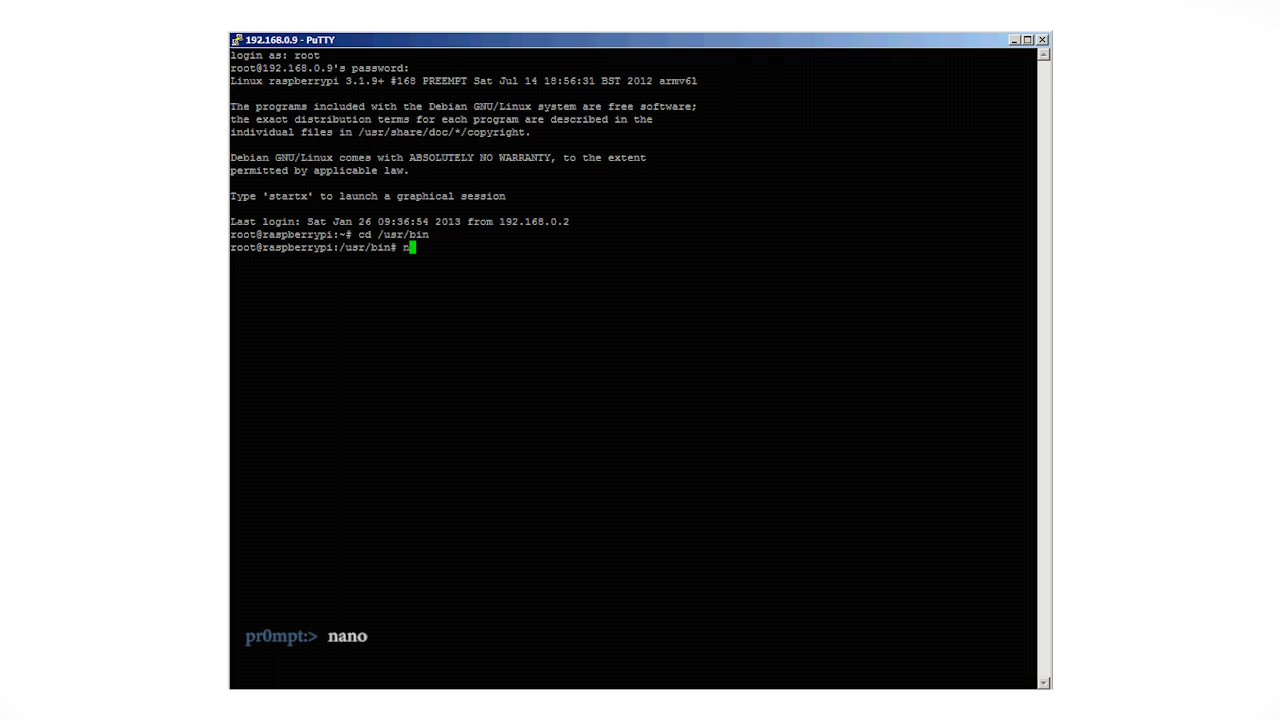 192.168.0.9 - PuTTY
login as: root
root@192.168.0.9's password:
Linux raspberrypi 3.1.9+ #168 PREEMPT Sat Jul 14 18:56:31 BST 2012 armv6l
The programs included with the Debian GNU/Linux system are free software;
the exact distribution terms for each program are described in the
individual files in /usr/share/doc/*/copyright.
Debian GNU/Linux comes with ABSOLUTELY NO WARRANTY, to the extent
permitted by applicable law.
Type 'startx' to launch a graphical session
Last login: Sat Jan 26 09:36:54 2013 from 192.168.0.2
root@raspberrypi:~# cd /usr/bin
root@raspberrypi:/usr/bin# n
pr0mpt:> nano